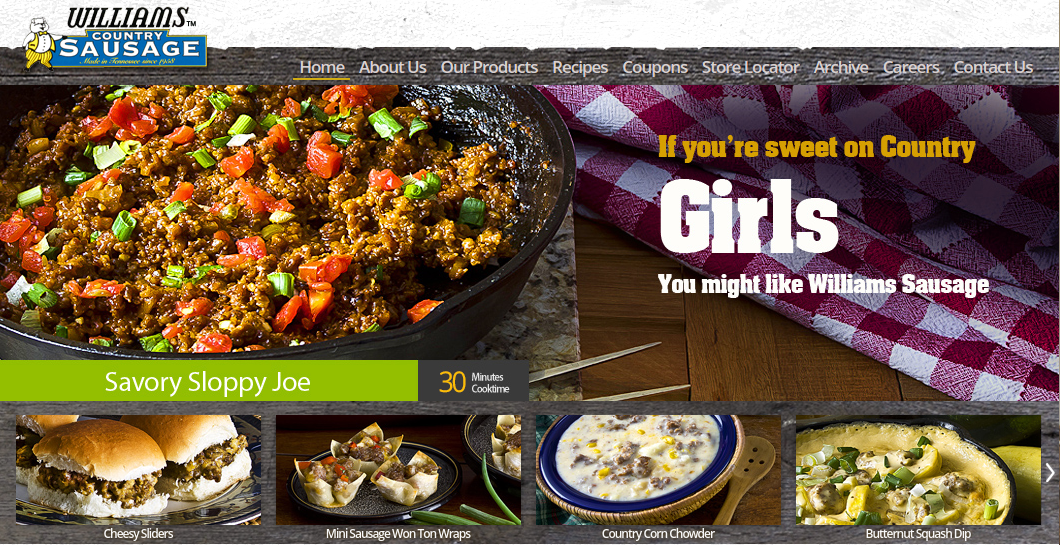 WILLIAMS TM
COUNTRY
SAUSAGE
Made in Tennessee since 1958
Home About Us Our Products Recipes Coupons Store Locator Archive Careers Contact Us
If you're sweet on Country
Girls
You might like Williams Sausage
Savory Sloppy Joe
30 Minutes
Cooktime
Cheesy Sliders
Mini Sausage Won Ton Wraps
Country Corn Chowder
Butternut Squash Dip